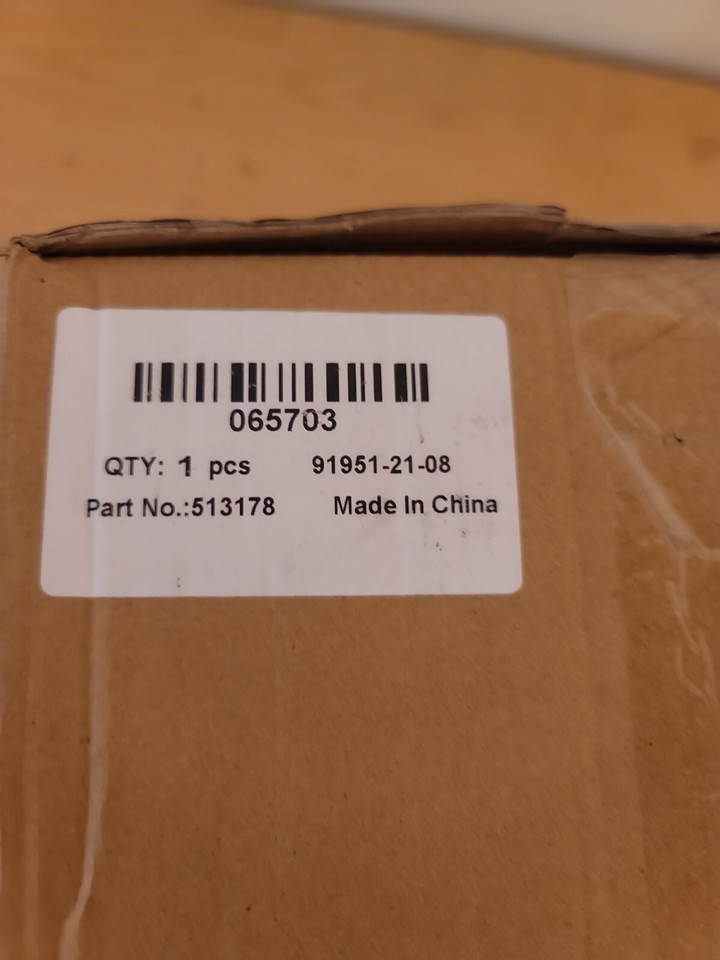 065703
QTY: 1 pcs 91951-21-08
Part No.:513178 Made In China